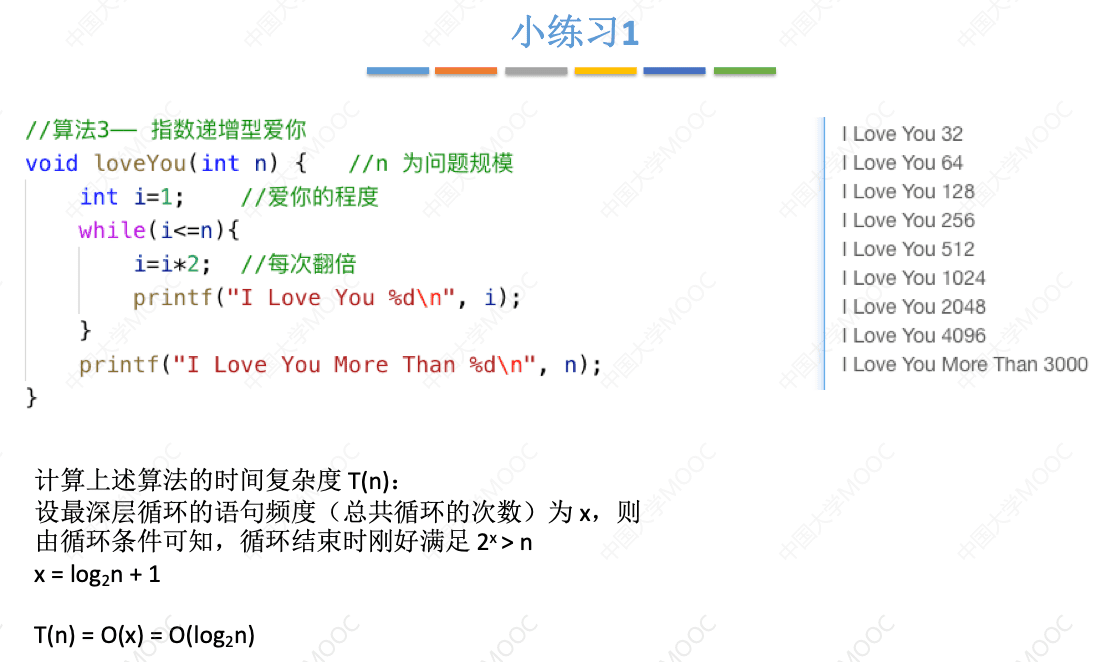 小练习1
//算法3—— 指数递增型爱你
void loveYou(int n) {   //n 为问题规模
    int i=1;    //爱你的程度
    while(i<=n){
        i=i*2;  //每次翻倍
        printf("I Love You %d\n", i);
    }
    printf("I Love You More Than %d\n", n);
}
I Love You 32
I Love You 64
I Love You 128
I Love You 256
I Love You 512
I Love You 1024
I Love You 2048
I Love You 4096
I Love You More Than 3000
计算上述算法的时间复杂度 T(n)：
设最深层循环的语句频度（总共循环的次数）为 x，则
由循环条件可知，循环结束时刚好满足 2ˣ > n
x = log₂n + 1
T(n) = O(x) = O(log₂n)
中国大学MOOC